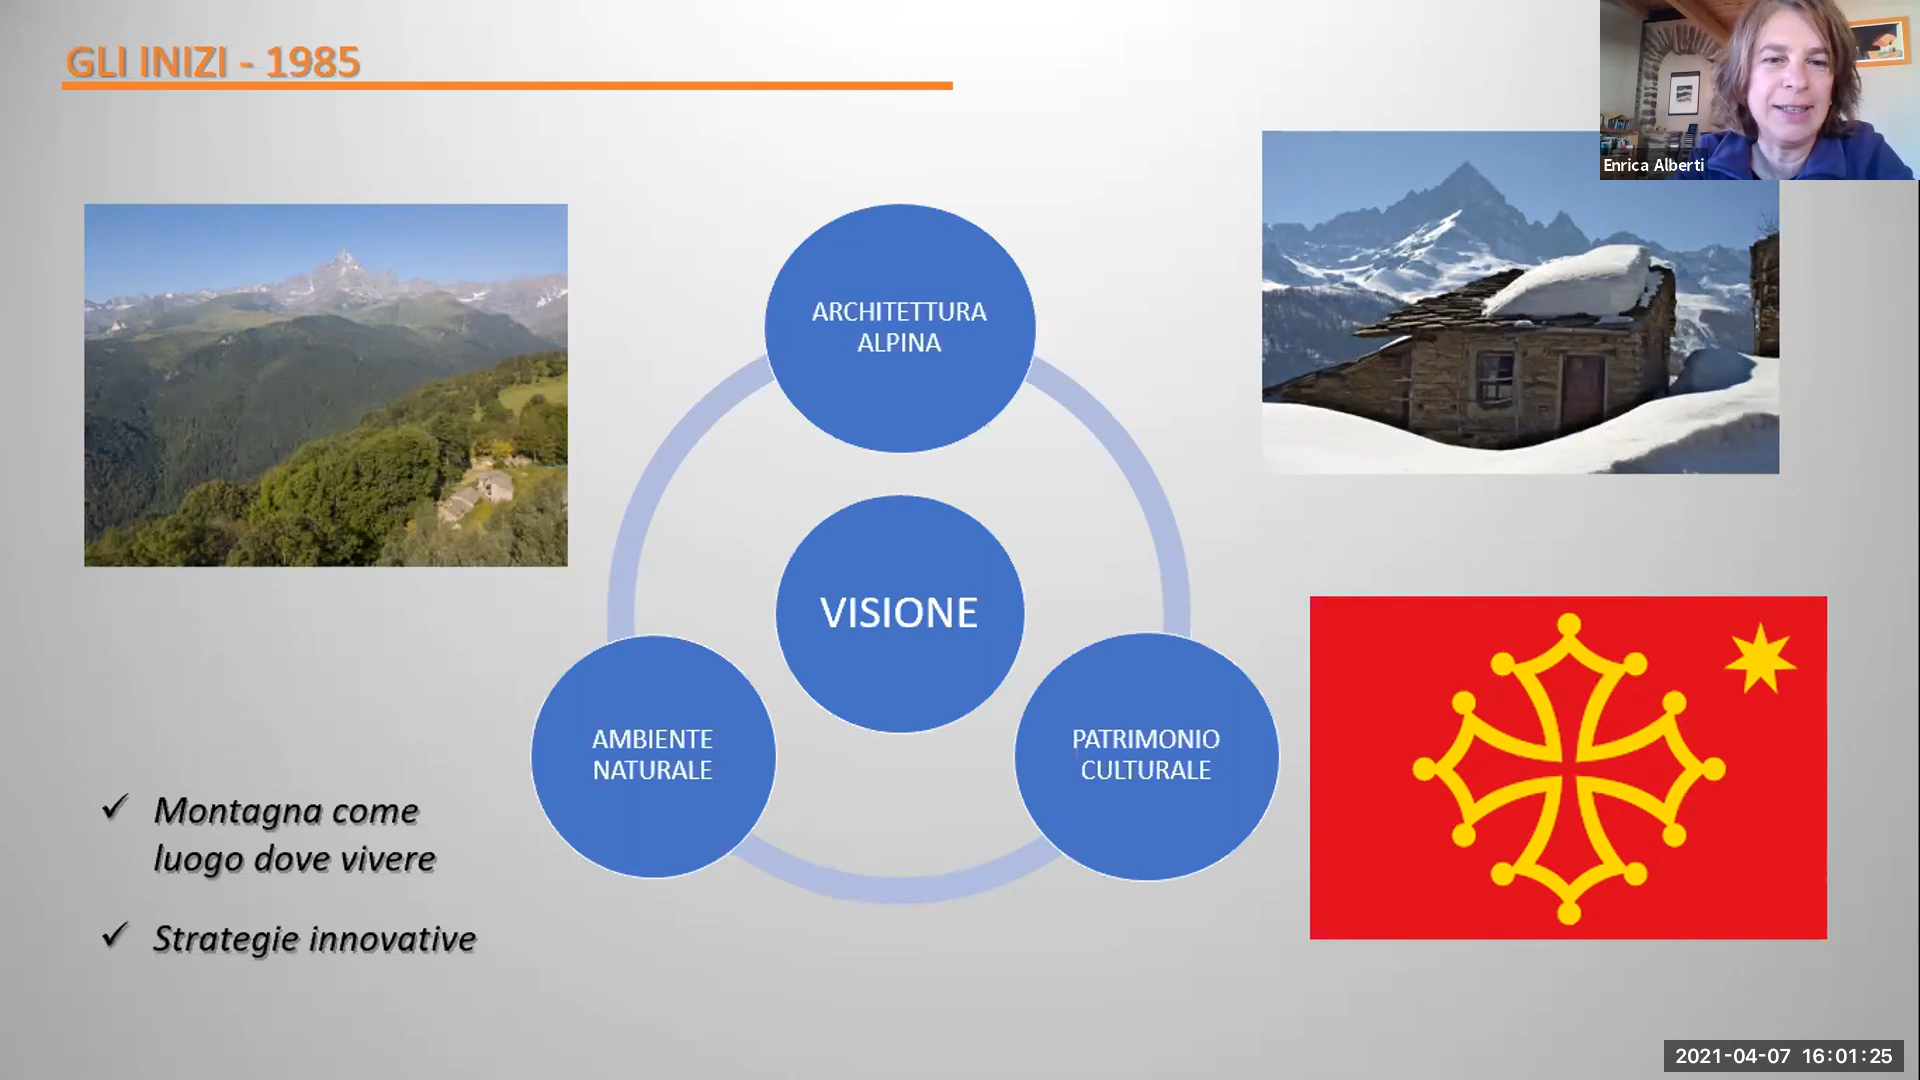 GLI INIZI - 1985
Enrica Alberti
ARCHITETTURA
ALPINA
VISIONE
AMBIENTE
NATURALE
PATRIMONIO
CULTURALE
Montagna come
luogo dove vivere
Strategie innovative
2021-04-07 16:01:25